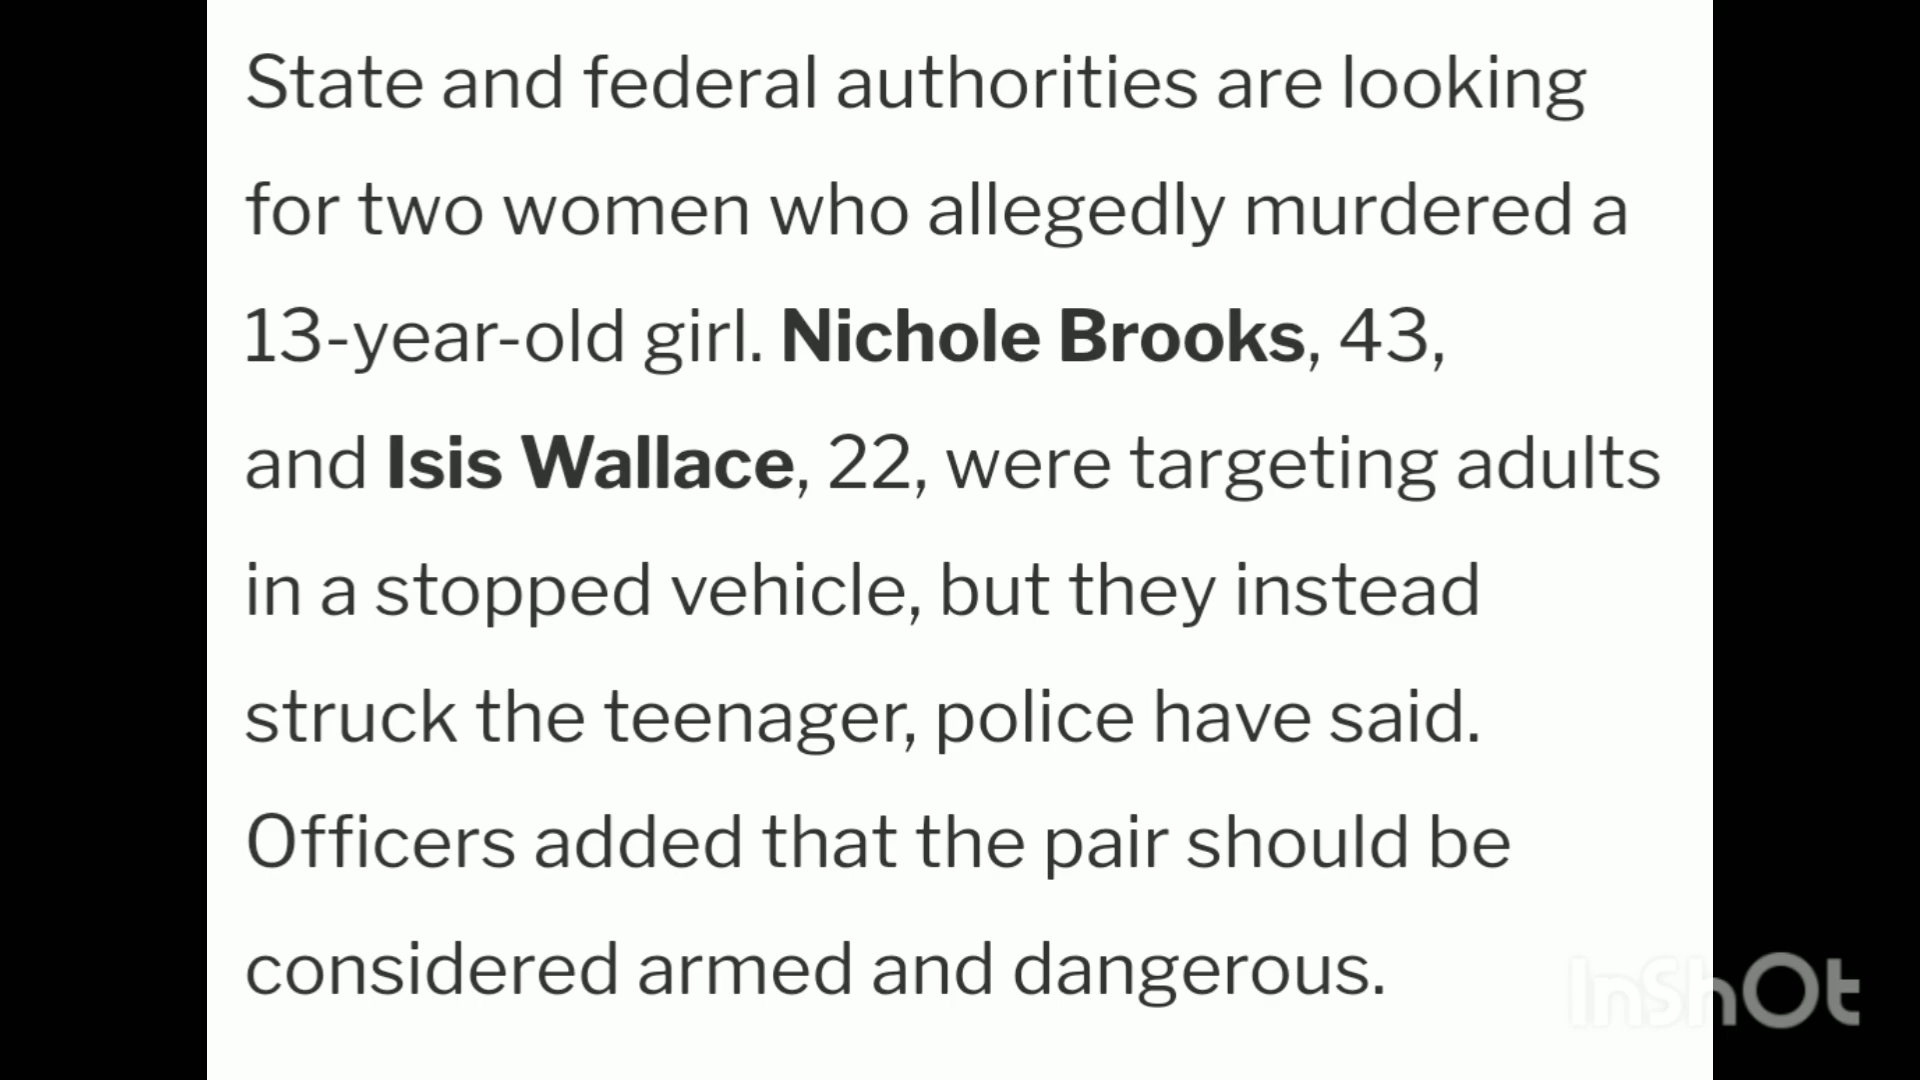 State and federal authorities are looking
for two women who allegedly murdered a
13-year-old girl. Nichole Brooks, 43,
and Isis Wallace, 22, were targeting adults
in a stopped vehicle, but they instead
struck the teenager, police have said.
Officers added that the pair should be
considered armed and dangerous.
InShOt